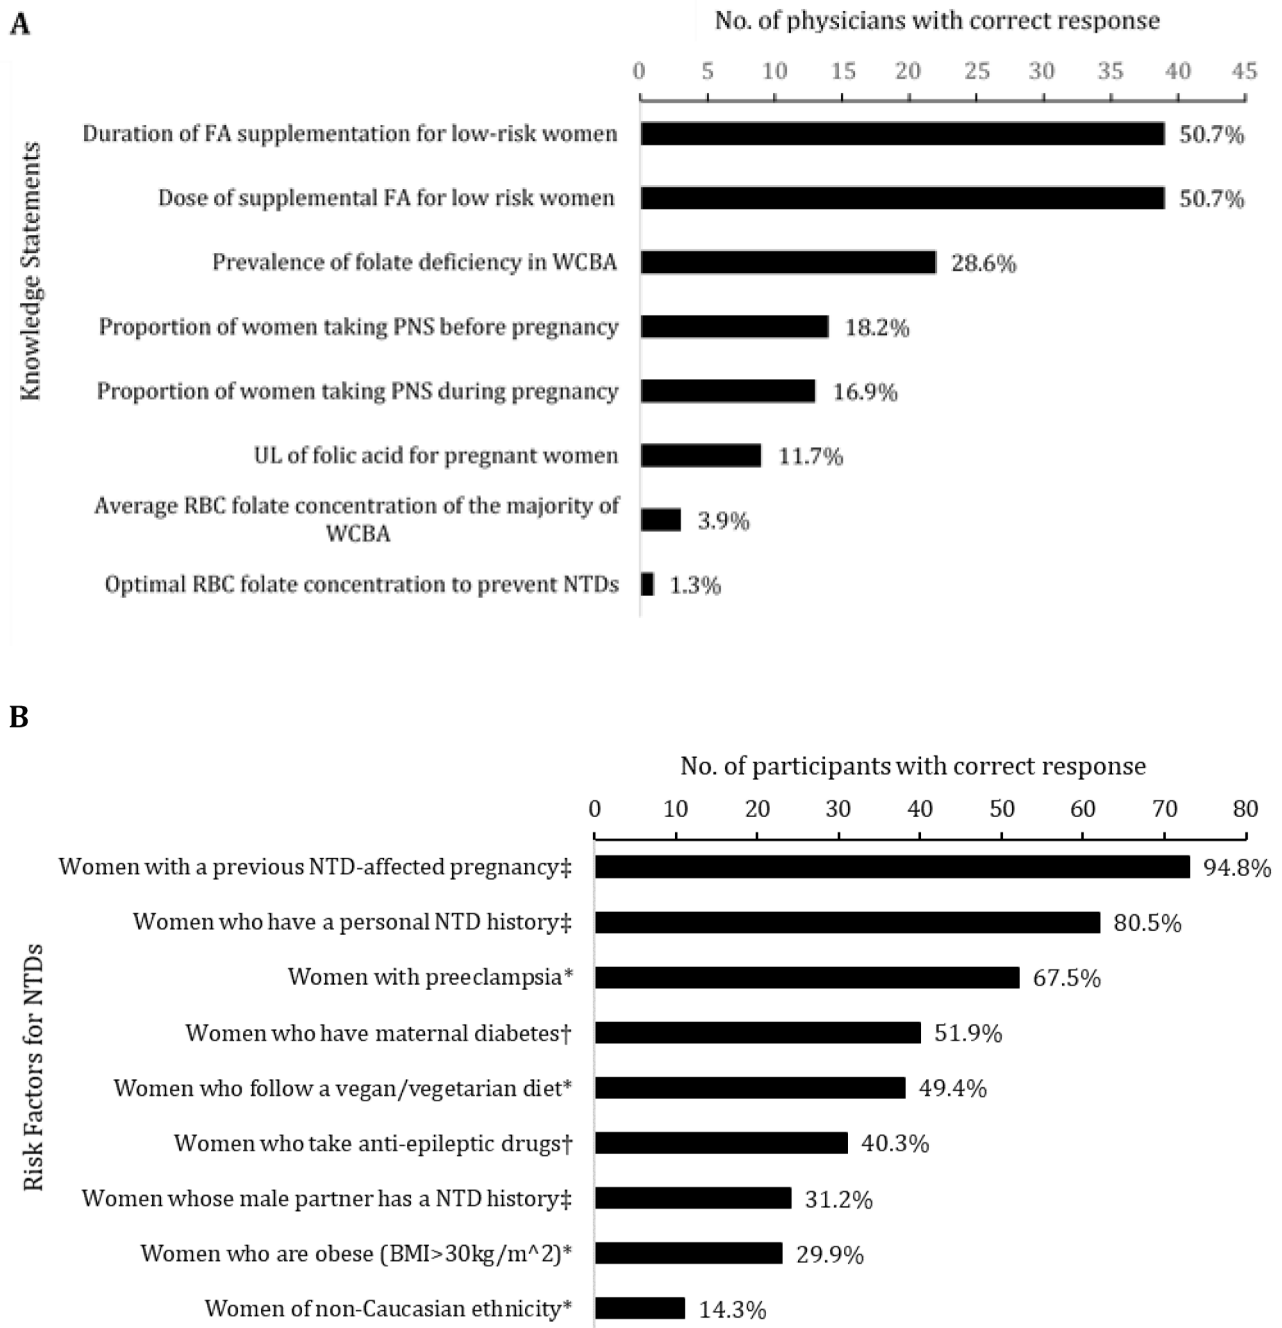 A
No. of physicians with correct response
0 5 10 15 20 25 30 35 40 45
Knowledge Statements
Duration of FA supplementation for low-risk women 50.7%
Dose of supplemental FA for low risk women 50.7%
Prevalence of folate deficiency in WCBA 28.6%
Proportion of women taking PNS before pregnancy 18.2%
Proportion of women taking PNS during pregnancy 16.9%
UL of folic acid for pregnant women 11.7%
Average RBC folate concentration of the majority of
WCBA 3.9%
Optimal RBC folate concentration to prevent NTDs 1.3%
B
No. of participants with correct response
0 10 20 30 40 50 60 70 80
Risk Factors for NTDs
Women with a previous NTD-affected pregnancy‡ 94.8%
Women who have a personal NTD history‡ 80.5%
Women with preeclampsia* 67.5%
Women who have maternal diabetes† 51.9%
Women who follow a vegan/vegetarian diet* 49.4%
Women who take anti-epileptic drugs† 40.3%
Women whose male partner has a NTD history‡ 31.2%
Women who are obese (BMI>30kg/m^2)* 29.9%
Women of non-Caucasian ethnicity* 14.3%